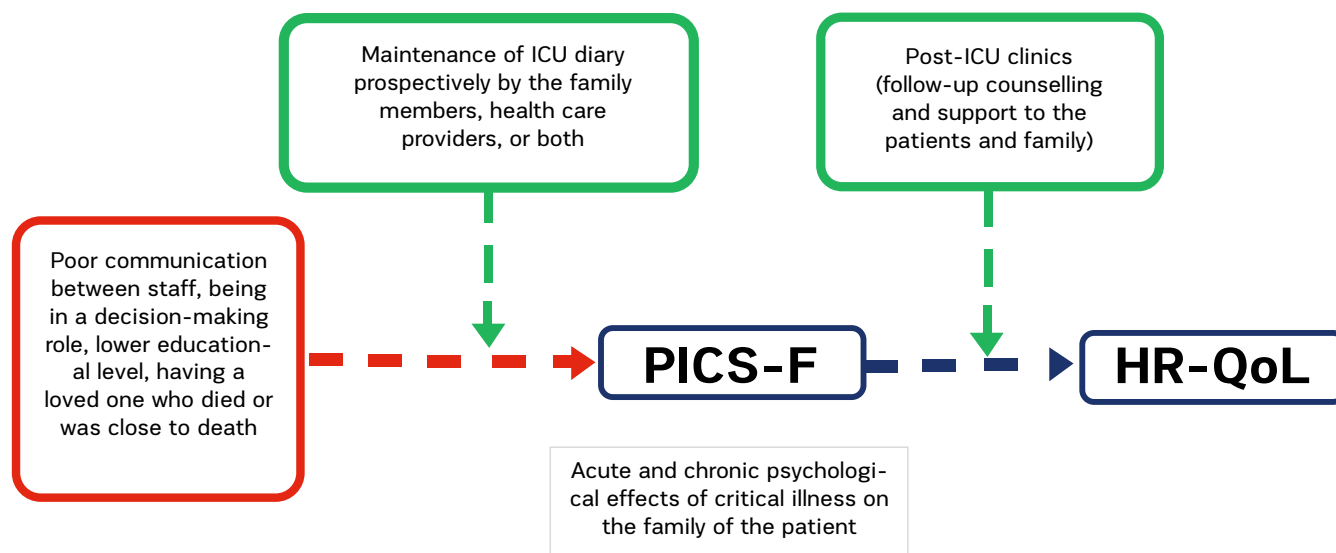 Maintenance of ICU diary
prospectively by the family
members, health care
providers, or both
Post-ICU clinics
(follow-up counselling
and support to the
patients and family)
Poor communication
between staff, being
in a decision-making
role, lower education-
al level, having a
loved one who died or
was close to death
PICS-F
HR-QoL
Acute and chronic psychologi-
cal effects of critical illness on
the family of the patient